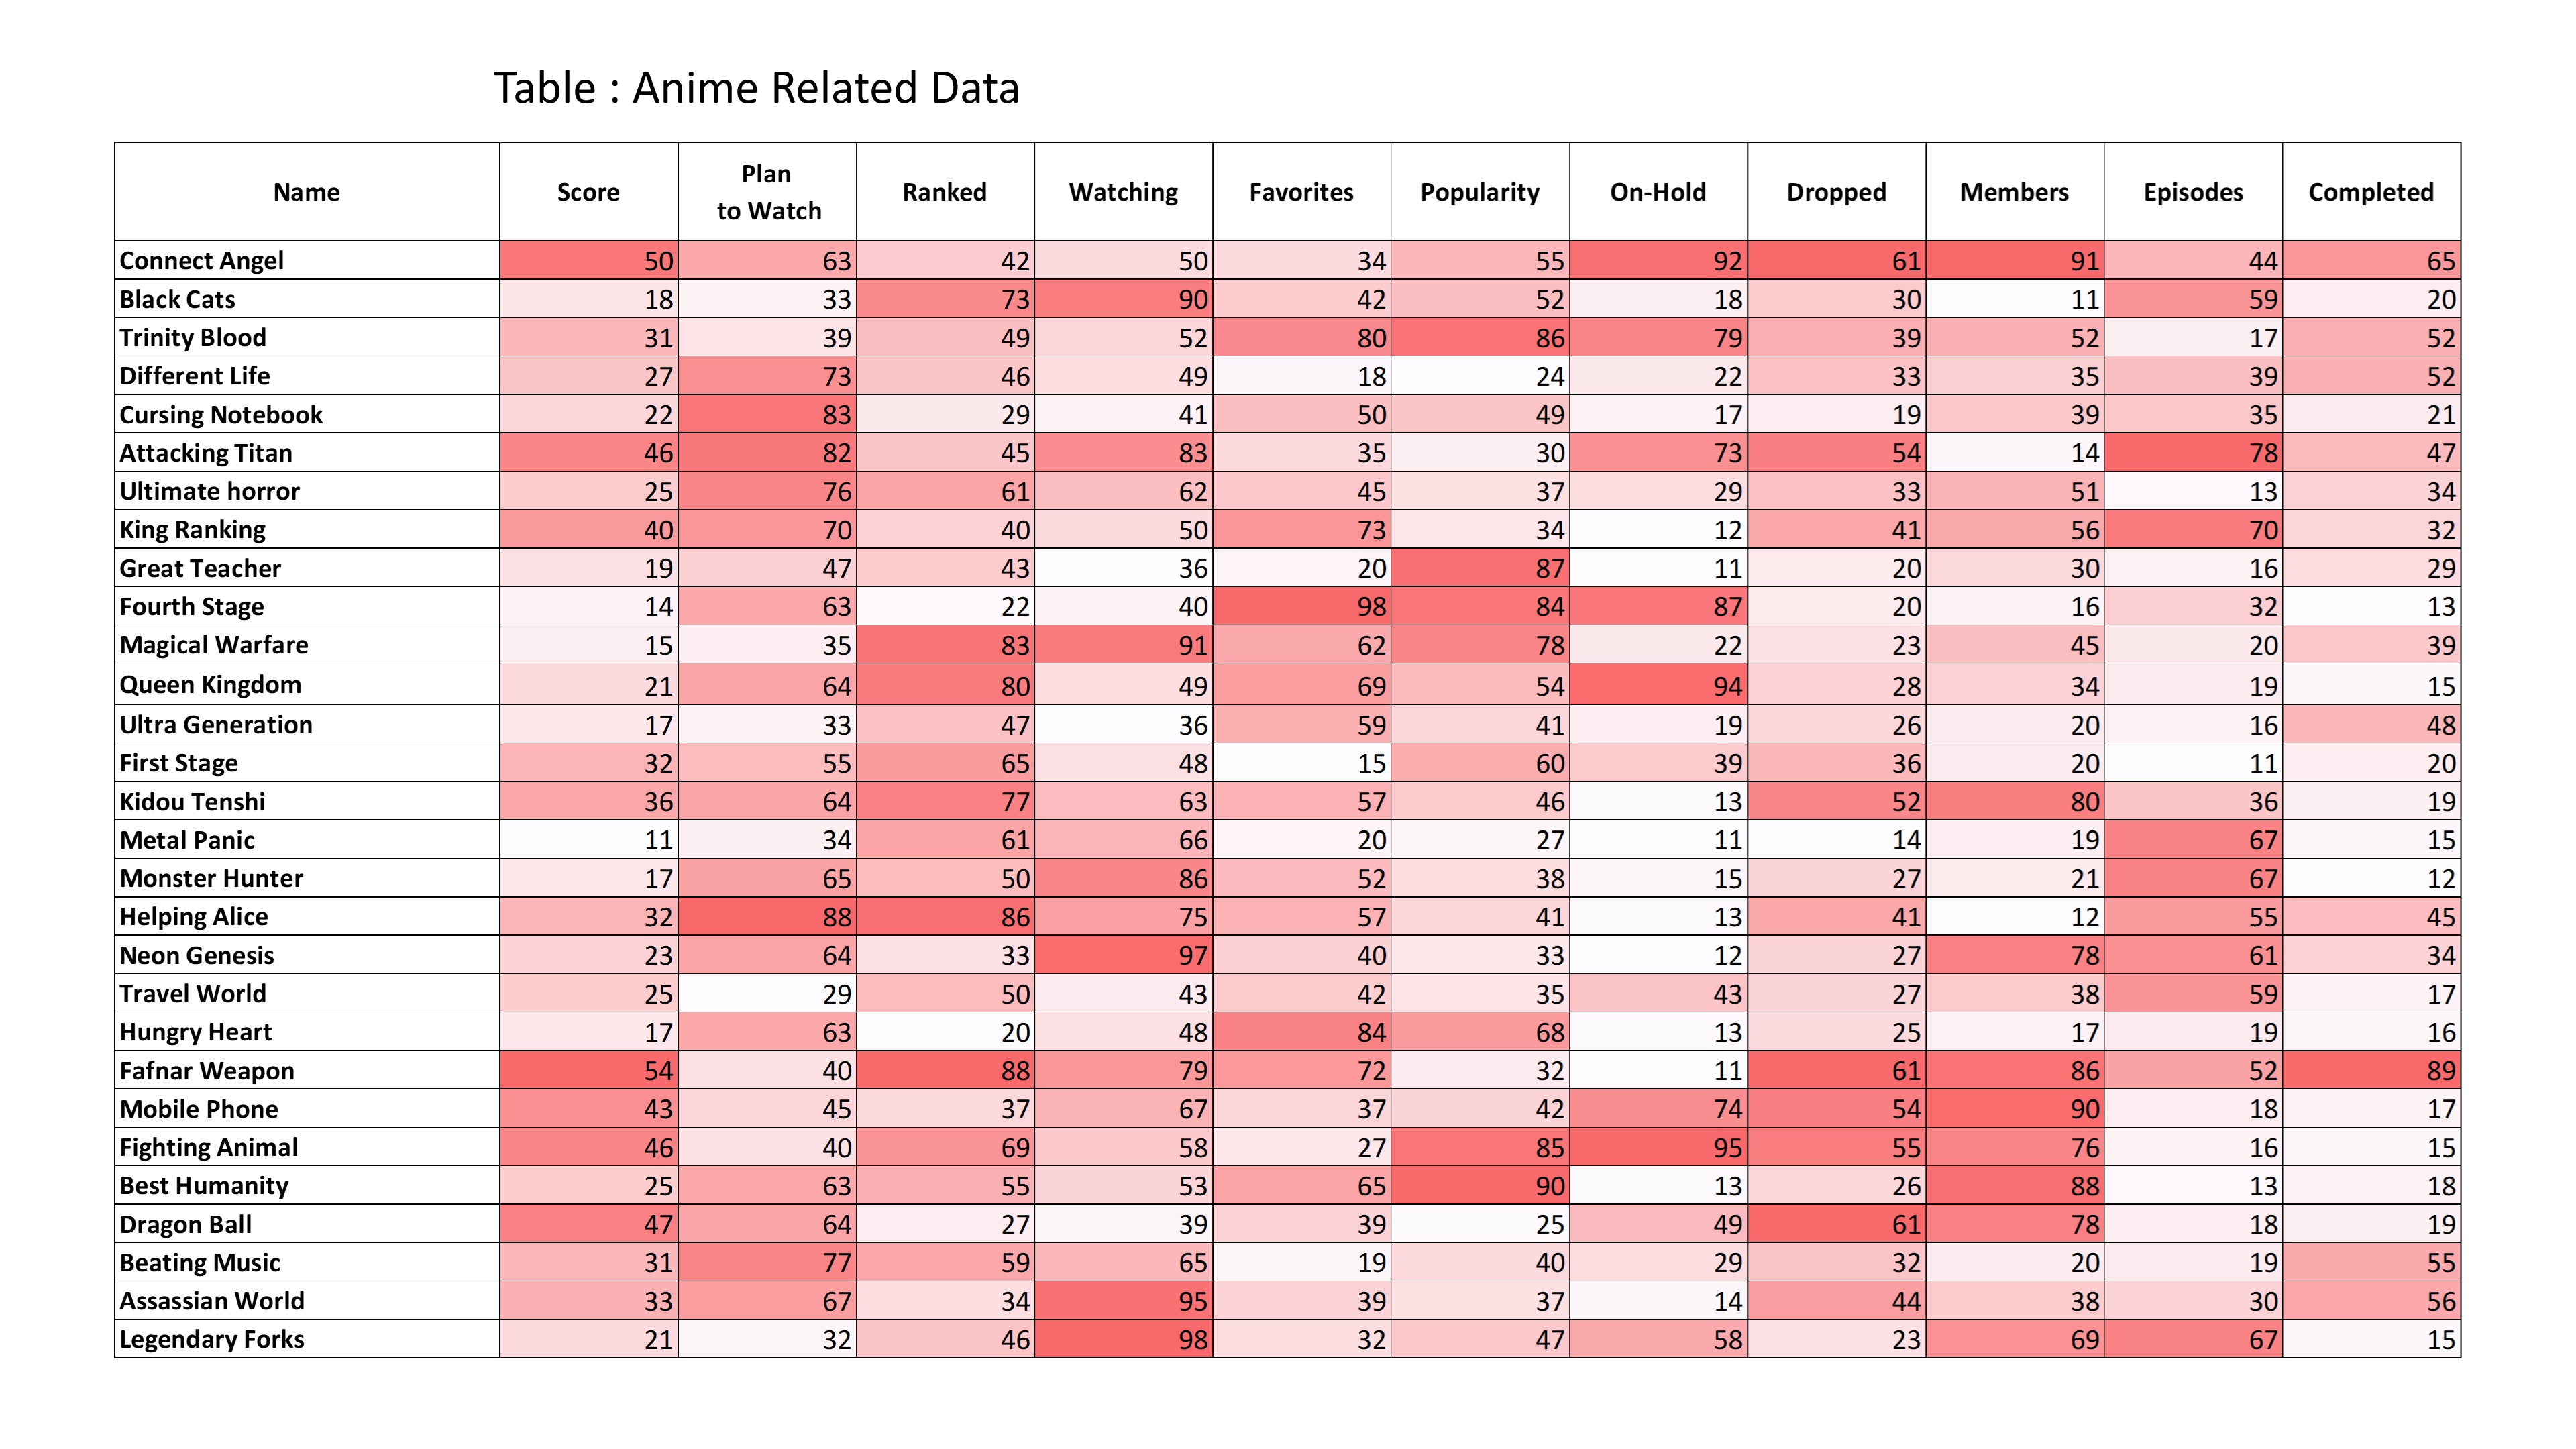 Table : Anime Related Data
Name Score Plan to Watch Ranked Watching Favorites Popularity On-Hold Dropped Members Episodes Completed
Connect Angel 50 63 42 50 34 55 92 61 91 44 65
Black Cats 18 33 73 90 42 52 18 30 11 59 20
Trinity Blood 31 39 49 52 80 86 79 39 52 17 52
Different Life 27 73 46 49 18 24 22 33 35 39 52
Cursing Notebook 22 83 29 41 50 49 17 19 39 35 21
Attacking Titan 46 82 45 83 35 30 73 54 14 78 47
Ultimate horror 25 76 61 62 45 37 29 33 51 13 34
King Ranking 40 70 40 50 73 34 12 41 56 70 32
Great Teacher 19 47 43 36 20 87 11 20 30 16 29
Fourth Stage 14 63 22 40 98 84 87 20 16 32 13
Magical Warfare 15 35 83 91 62 78 22 23 45 20 39
Queen Kingdom 21 64 80 49 69 54 94 28 34 19 15
Ultra Generation 17 33 47 36 59 41 19 26 20 16 48
First Stage 32 55 65 48 15 60 39 36 20 11 20
Kidou Tenshi 36 64 77 63 57 46 13 52 80 36 19
Metal Panic 11 34 61 66 20 27 11 14 19 67 15
Monster Hunter 17 65 50 86 52 38 15 27 21 67 12
Helping Alice 32 88 86 75 57 41 13 41 12 55 45
Neon Genesis 23 64 33 97 40 33 12 27 78 61 34
Travel World 25 29 50 43 42 35 43 27 38 59 17
Hungry Heart 17 63 20 48 84 68 13 25 17 19 16
Fafnar Weapon 54 40 88 79 72 32 11 61 86 52 89
Mobile Phone 43 45 37 67 37 42 74 54 90 18 17
Fighting Animal 46 40 69 58 27 85 95 55 76 16 15
Best Humanity 25 63 55 53 65 90 13 26 88 13 18
Dragon Ball 47 64 27 39 39 25 49 61 78 18 19
Beating Music 31 77 59 65 19 40 29 32 20 19 55
Assassian World 33 67 34 95 39 37 14 44 38 30 56
Legendary Forks 21 32 46 98 32 47 58 23 69 67 15